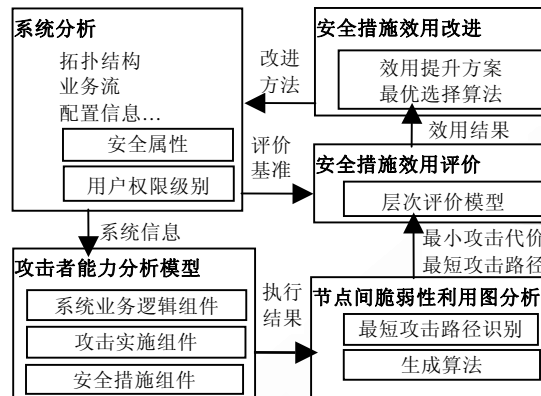 系统分析
拓扑结构
业务流
配置信息…
安全属性
用户权限级别
改进
方法
安全措施效用改进
效用提升方案
最优选择算法
效用结果
评价
基准
安全措施效用评价
层次评价模型
系统信息
最小攻击代价
最短攻击路径
攻击者能力分析模型
系统业务逻辑组件
攻击实施组件
安全措施组件
执行
结果
节点间脆弱性利用图分析
最短攻击路径识别
生成算法